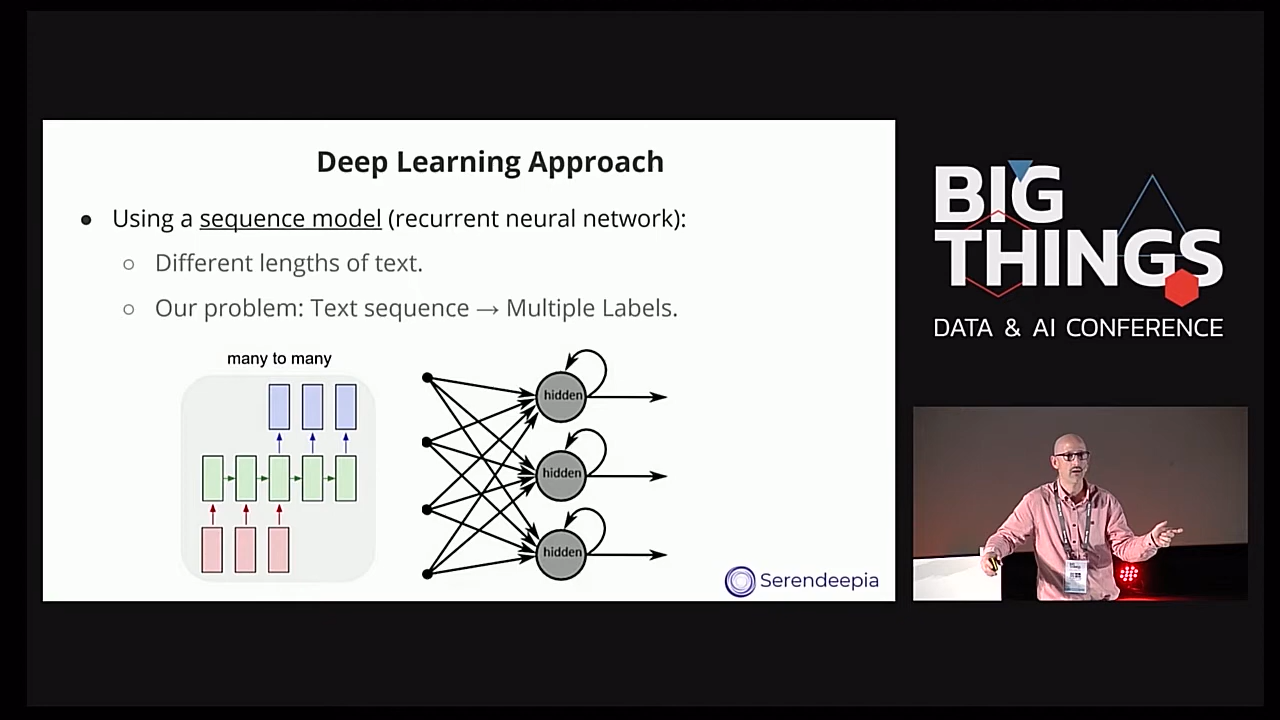 Deep Learning Approach
● Using a sequence model (recurrent neural network):
○ Different lengths of text.
○ Our problem: Text sequence → Multiple Labels.
many to many
hidden
hidden
hidden
Serendeepia
BIG
THINGS
DATA & AI CONFERENCE